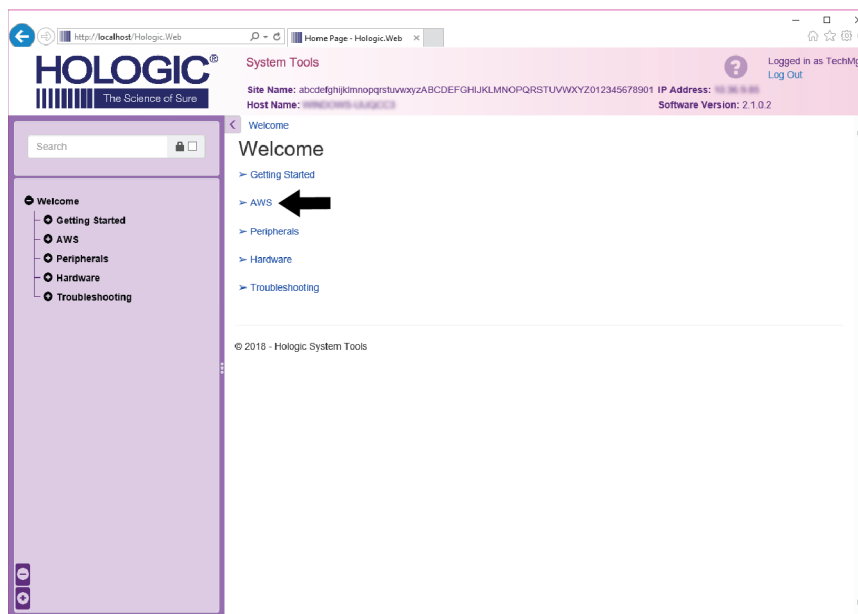 http://localhost/Hologic.Web
Home Page - Hologic.Web
HOLOGIC®
The Science of Sure
System Tools
?
Logged in as TechMg
Log Out
Site Name: abcdefghijklmnopqrstuvwxyzABCDEFGHIJKLMNOPQRSTUVWXYZ012345678901 IP Address:
Host Name:
Software Version: 2.1.0.2
Search
Welcome
Getting Started
AWS
Peripherals
Hardware
Troubleshooting
Welcome
Welcome
➢ Getting Started
➢ AWS
➢ Peripherals
➢ Hardware
➢ Troubleshooting
© 2018 - Hologic System Tools